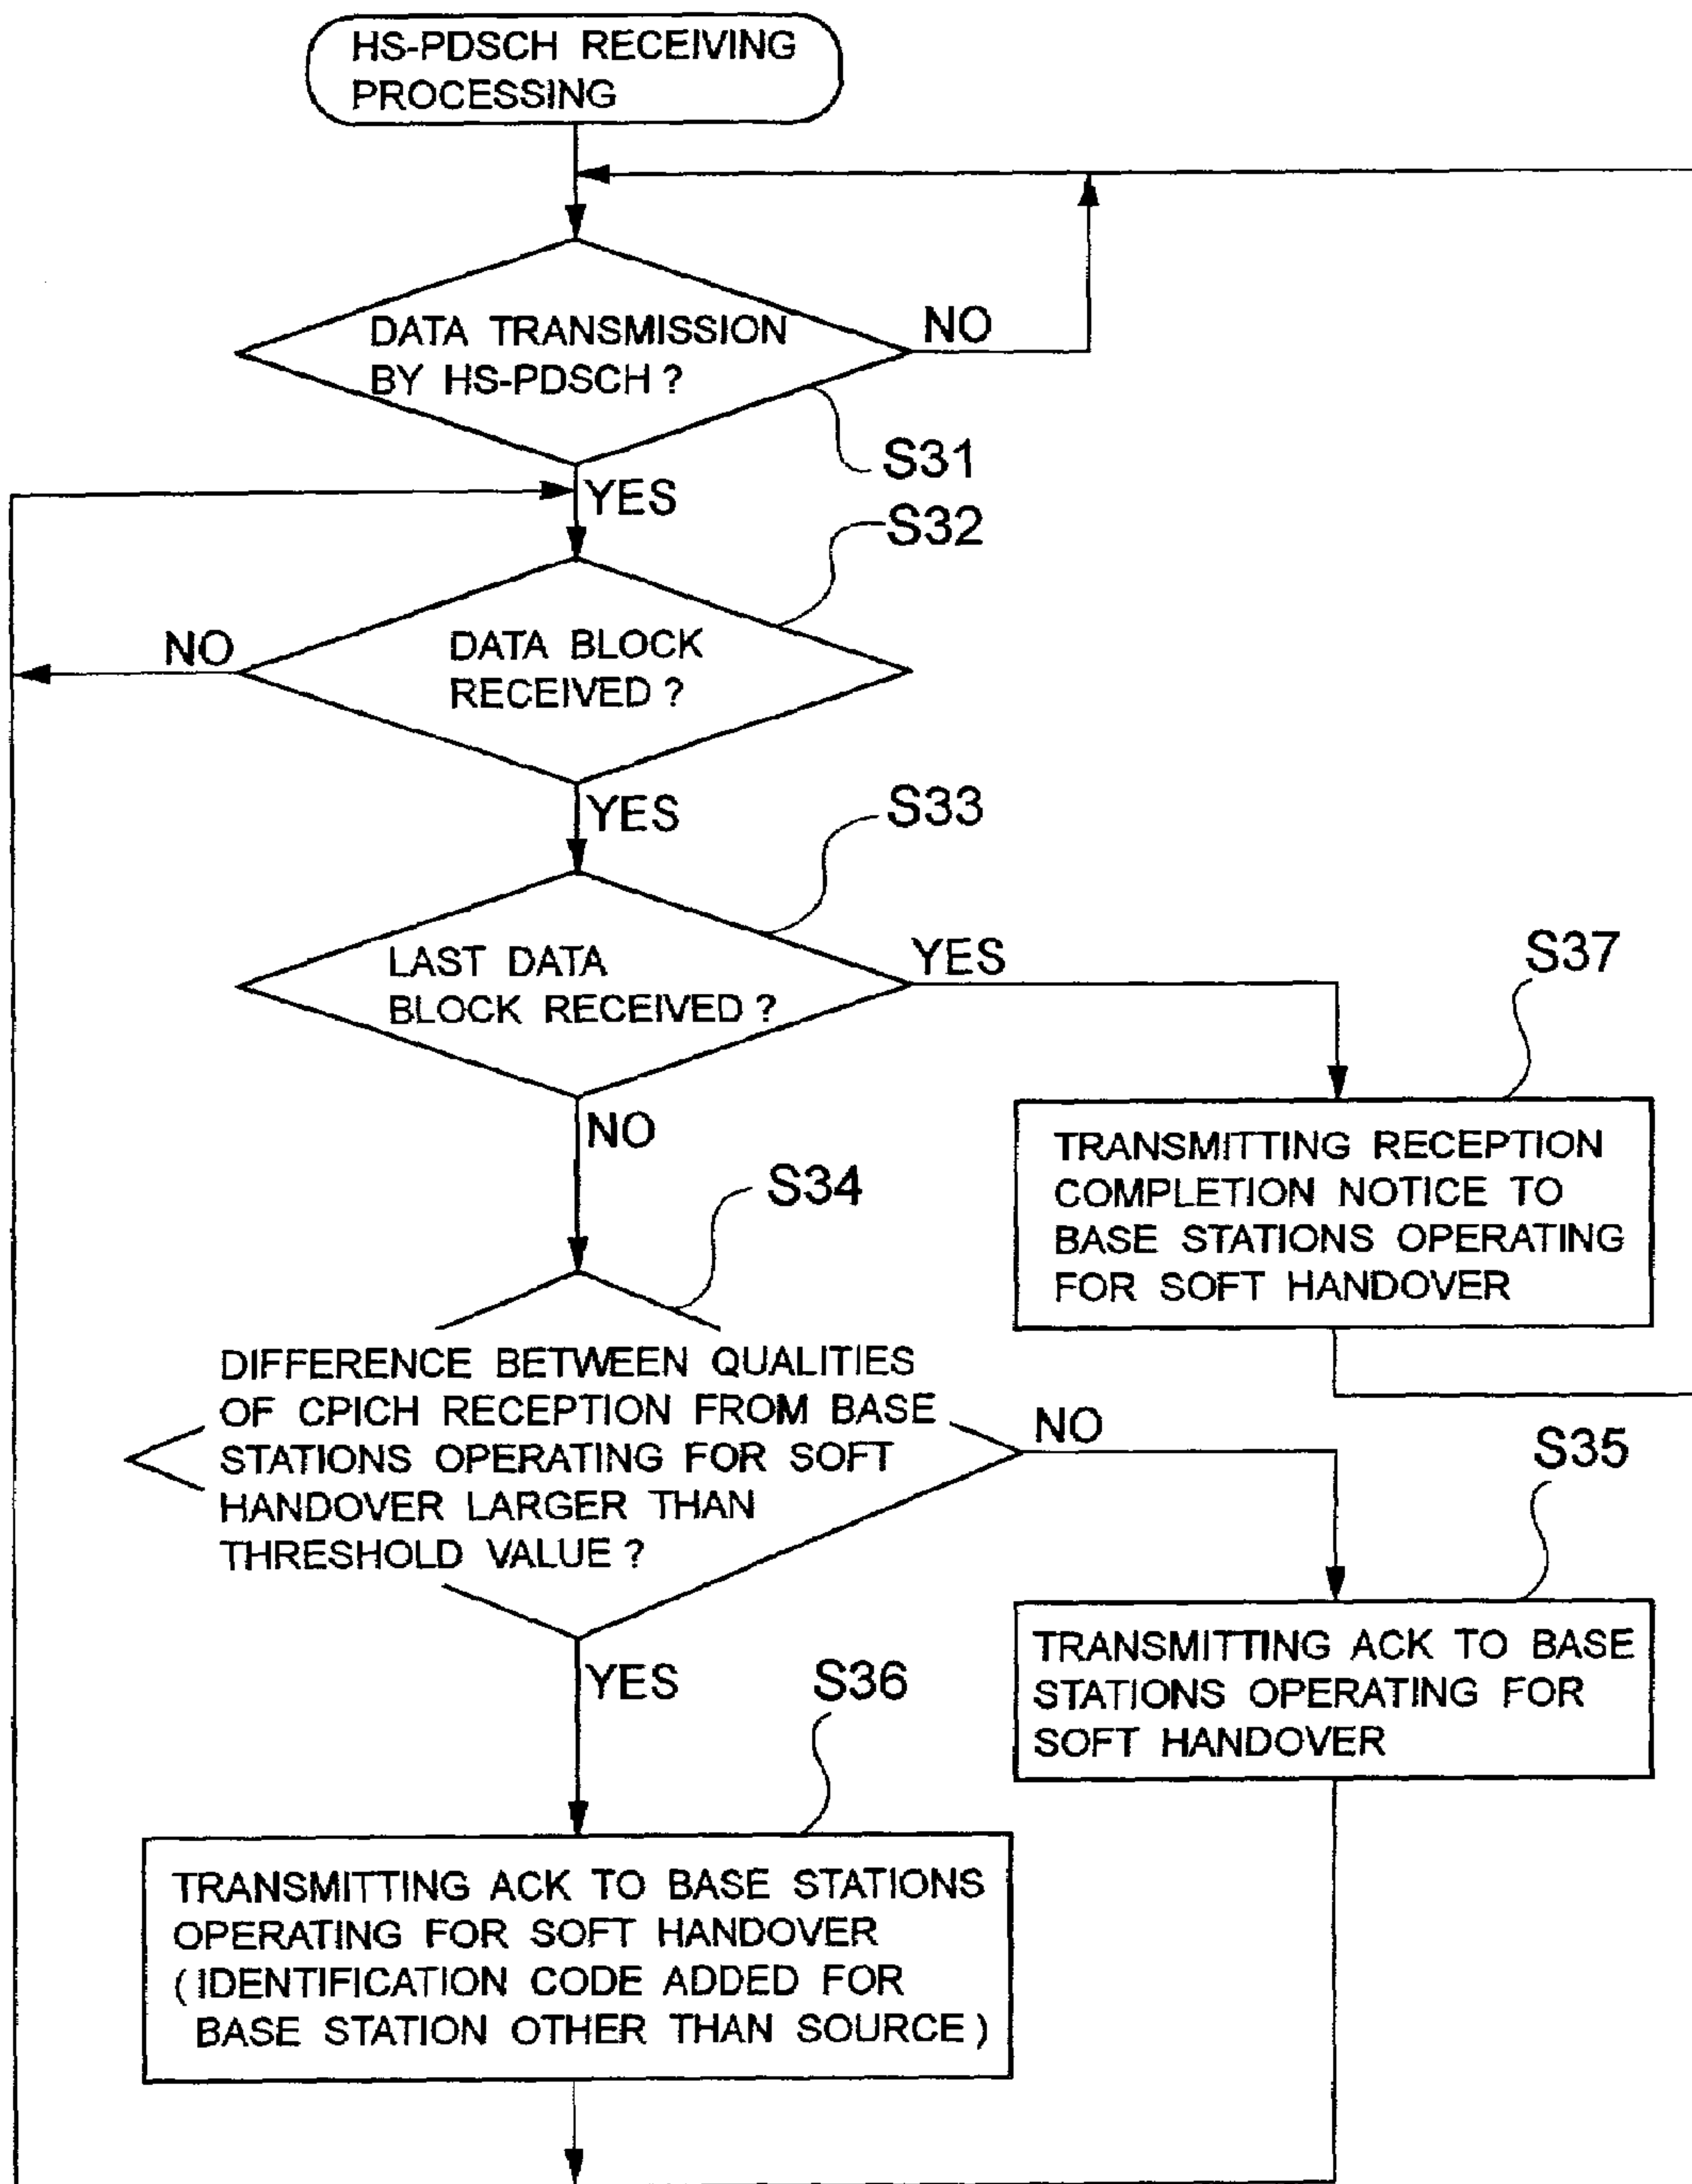 HS-PDSCH RECEIVING
PROCESSING
DATA TRANSMISSION
BY HS-PDSCH ?
NO
S31
YES
S32
DATA BLOCK
RECEIVED ?
NO
YES
S33
LAST DATA
BLOCK RECEIVED ?
YES
S37
NO
TRANSMITTING RECEPTION
COMPLETION NOTICE TO
BASE STATIONS OPERATING
FOR SOFT HANDOVER
S34
DIFFERENCE BETWEEN QUALITIES
OF CPICH RECEPTION FROM BASE
STATIONS OPERATING FOR SOFT
HANDOVER LARGER THAN
THRESHOLD VALUE ?
NO
S35
YES
TRANSMITTING ACK TO BASE
STATIONS OPERATING FOR
SOFT HANDOVER
S36
TRANSMITTING ACK TO BASE STATIONS
OPERATING FOR SOFT HANDOVER
( IDENTIFICATION CODE ADDED FOR
BASE STATION OTHER THAN SOURCE )